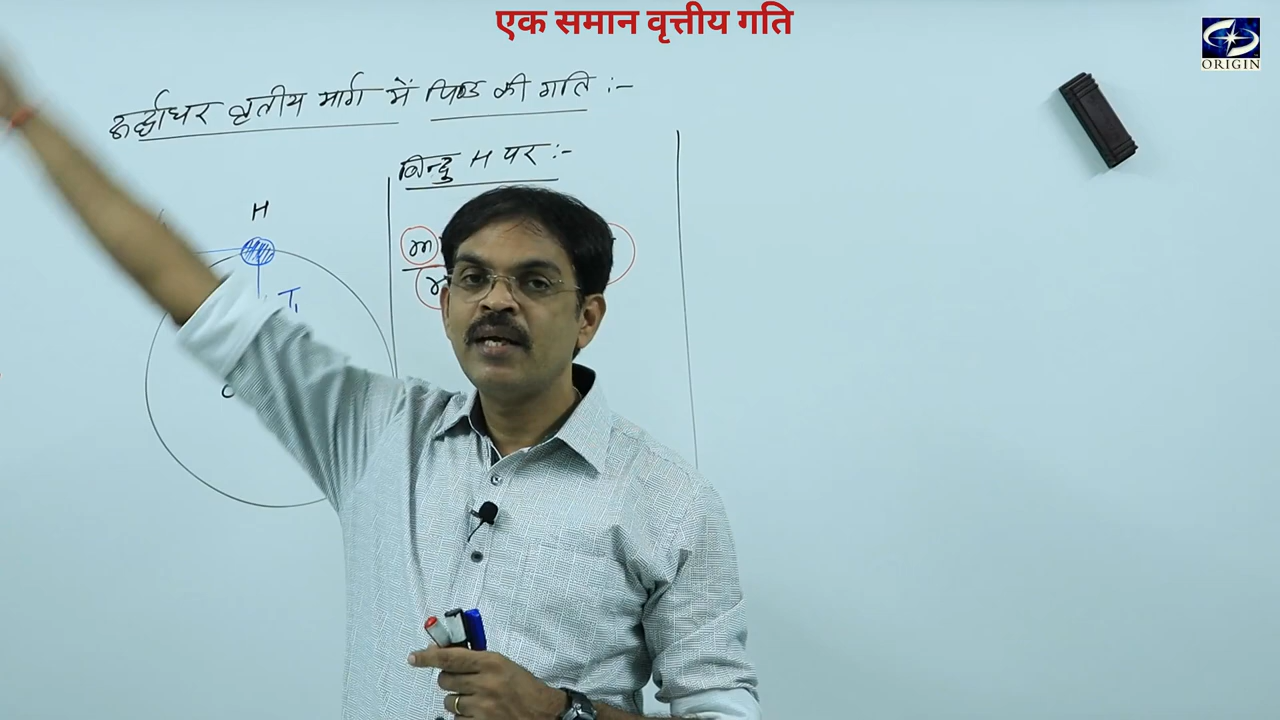 एक समान वृत्तीय गति
ORIGIN
ऊर्ध्वाधर वृतीय मार्ग में पिण्ड की गति :-
बिन्दु H पर :-
H
m
T₁